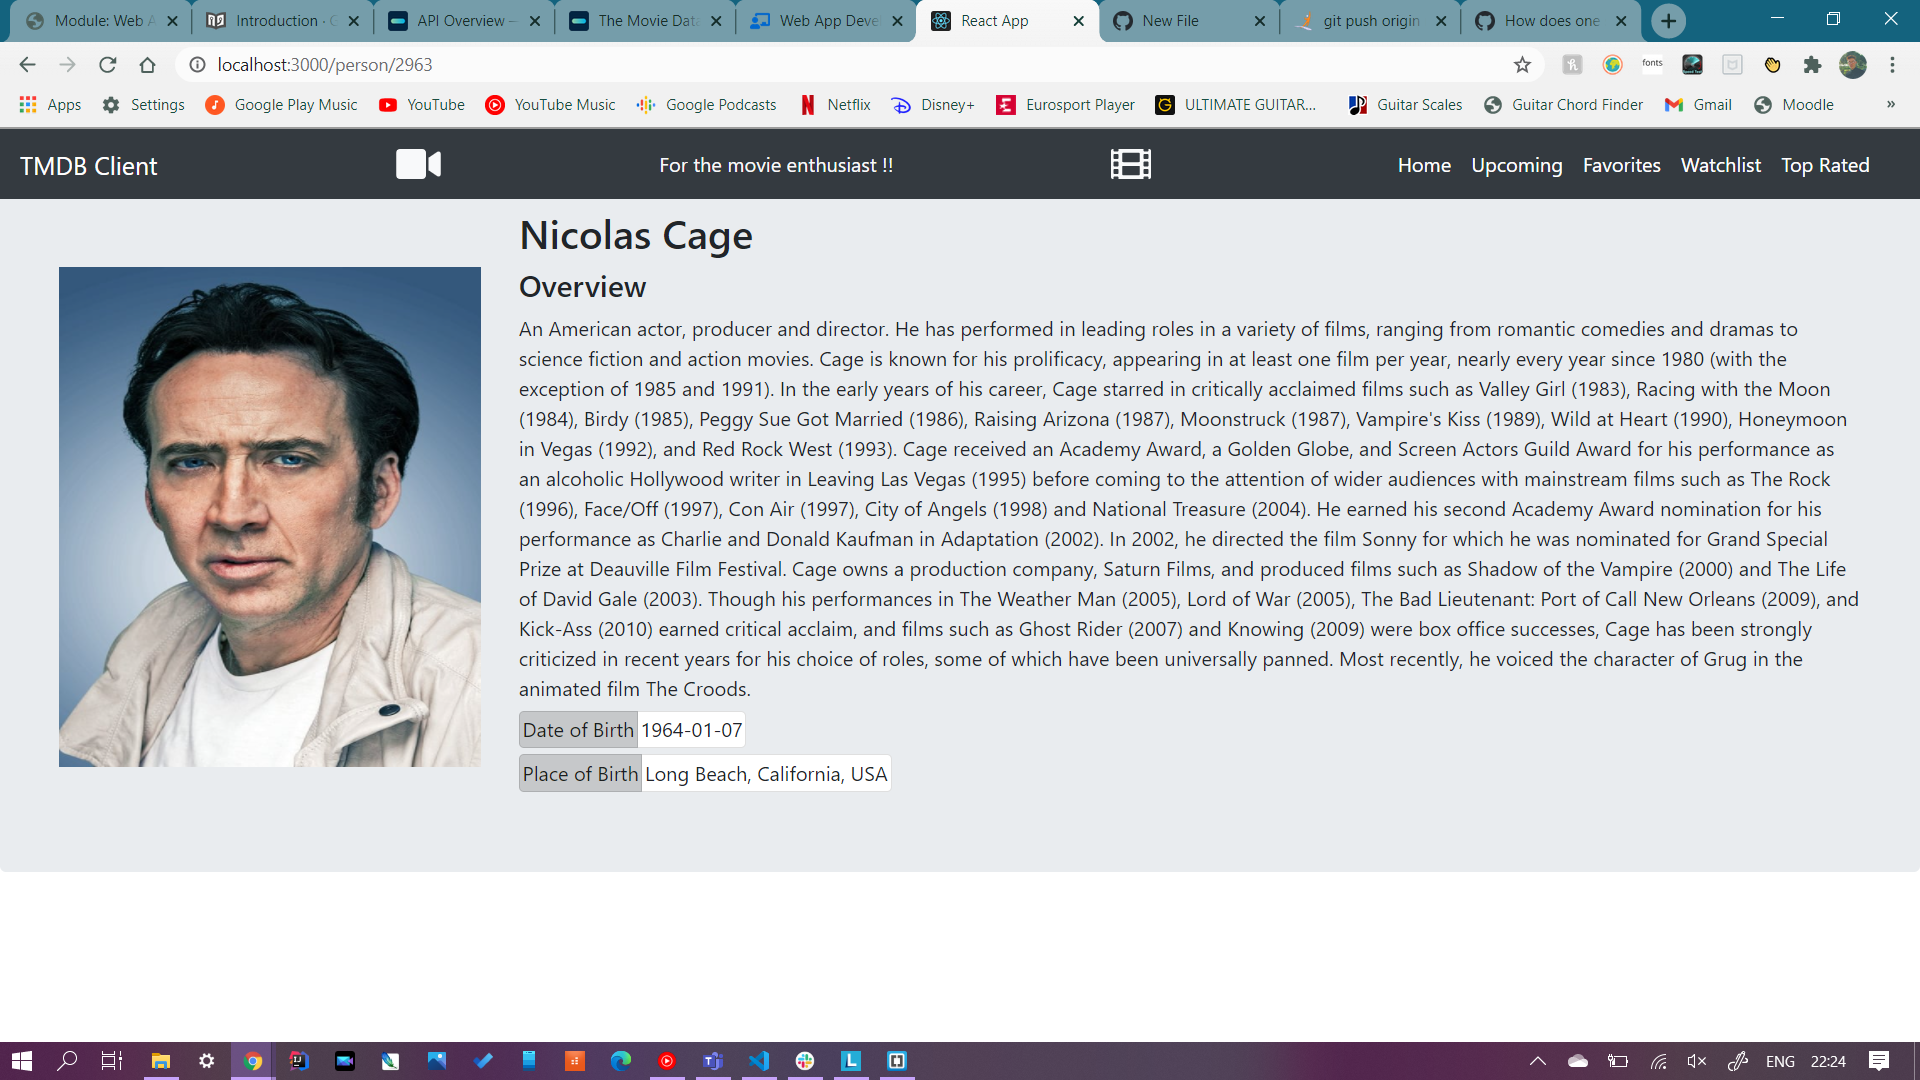 Module: Web A
Introduction · G
API Overview —
The Movie Data
Web App Devel
React App
New File
git push origin
How does one
localhost:3000/person/2963
fonts
Apps
Settings
Google Play Music
YouTube
YouTube Music
Google Podcasts
Netflix
Disney+
Eurosport Player
ULTIMATE GUITAR...
Guitar Scales
Guitar Chord Finder
Gmail
Moodle
»
TMDB Client
For the movie enthusiast !!
Home
Upcoming
Favorites
Watchlist
Top Rated
Nicolas Cage
Overview
An American actor, producer and director. He has performed in leading roles in a variety of films, ranging from romantic comedies and dramas to
science fiction and action movies. Cage is known for his prolificacy, appearing in at least one film per year, nearly every year since 1980 (with the
exception of 1985 and 1991). In the early years of his career, Cage starred in critically acclaimed films such as Valley Girl (1983), Racing with the Moon
(1984), Birdy (1985), Peggy Sue Got Married (1986), Raising Arizona (1987), Moonstruck (1987), Vampire's Kiss (1989), Wild at Heart (1990), Honeymoon
in Vegas (1992), and Red Rock West (1993). Cage received an Academy Award, a Golden Globe, and Screen Actors Guild Award for his performance as
an alcoholic Hollywood writer in Leaving Las Vegas (1995) before coming to the attention of wider audiences with mainstream films such as The Rock
(1996), Face/Off (1997), Con Air (1997), City of Angels (1998) and National Treasure (2004). He earned his second Academy Award nomination for his
performance as Charlie and Donald Kaufman in Adaptation (2002). In 2002, he directed the film Sonny for which he was nominated for Grand Special
Prize at Deauville Film Festival. Cage owns a production company, Saturn Films, and produced films such as Shadow of the Vampire (2000) and The Life
of David Gale (2003). Though his performances in The Weather Man (2005), Lord of War (2005), The Bad Lieutenant: Port of Call New Orleans (2009), and
Kick-Ass (2010) earned critical acclaim, and films such as Ghost Rider (2007) and Knowing (2009) were box office successes, Cage has been strongly
criticized in recent years for his choice of roles, some of which have been universally panned. Most recently, he voiced the character of Grug in the
animated film The Croods.
Date of Birth 1964-01-07
Place of Birth Long Beach, California, USA
ENG
22:24